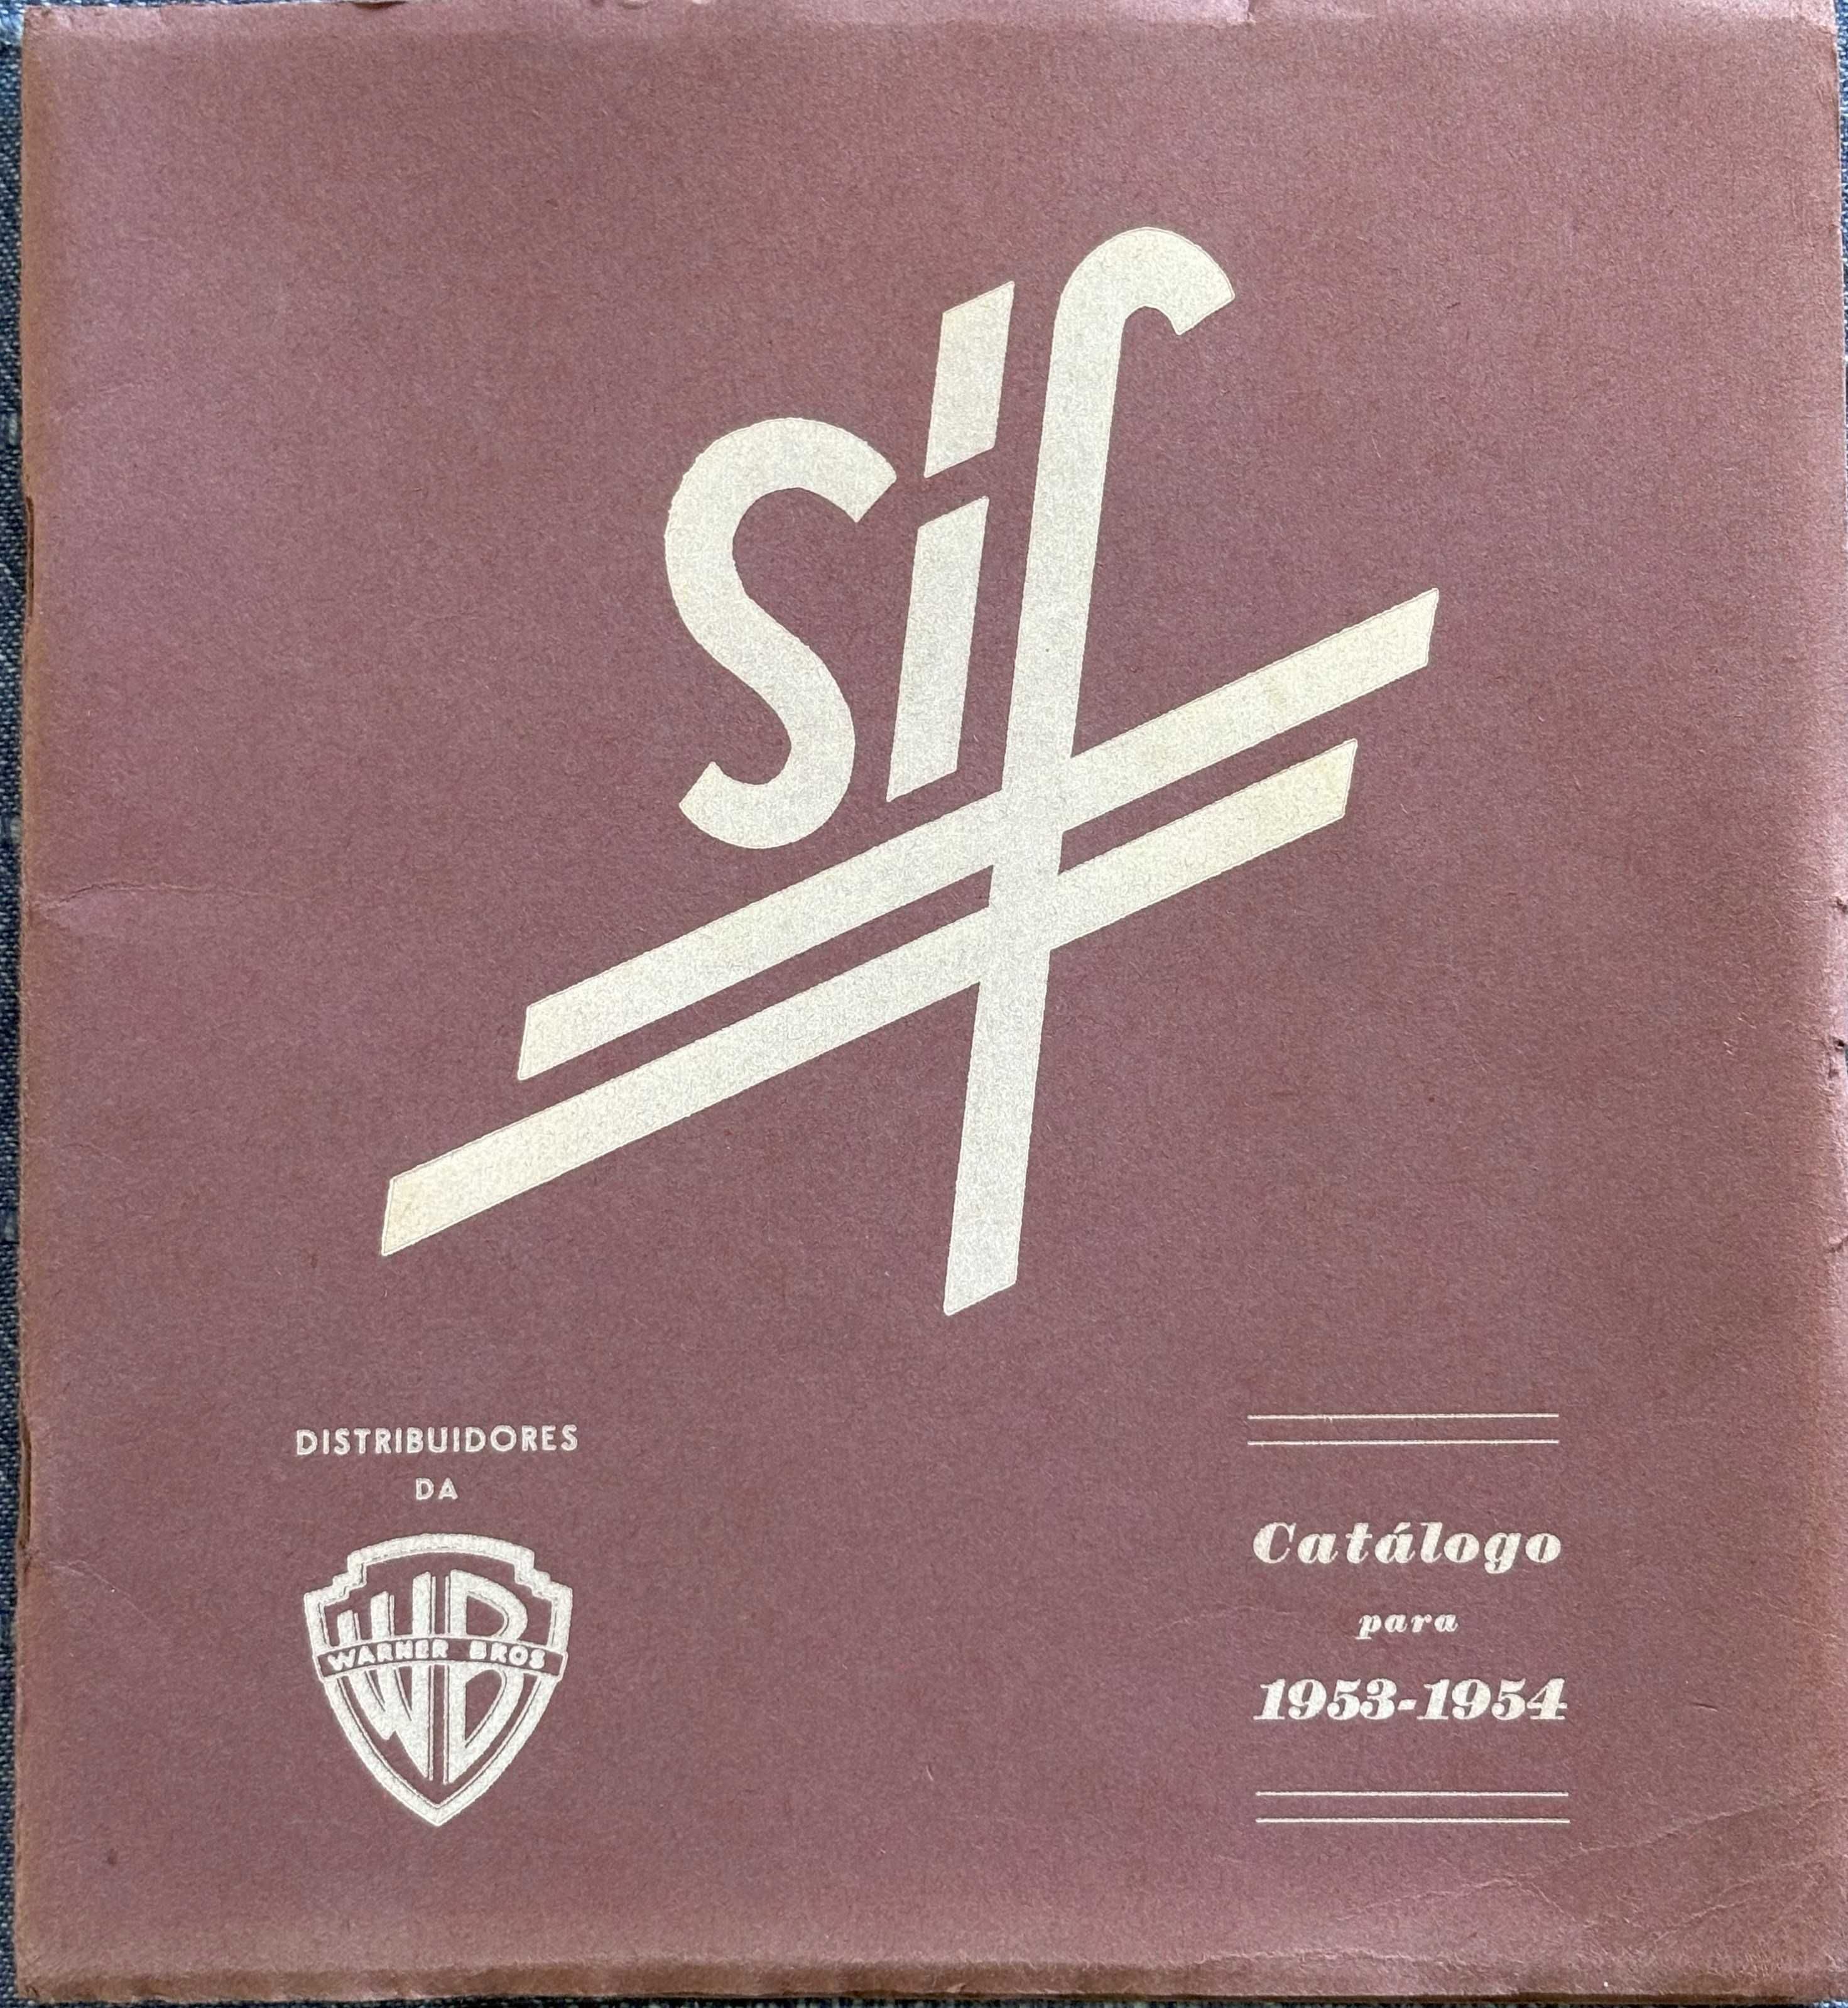 sif
DISTRIBUIDORES
DA
WB
WARNER BROS
Catálogo
para
1953-1954